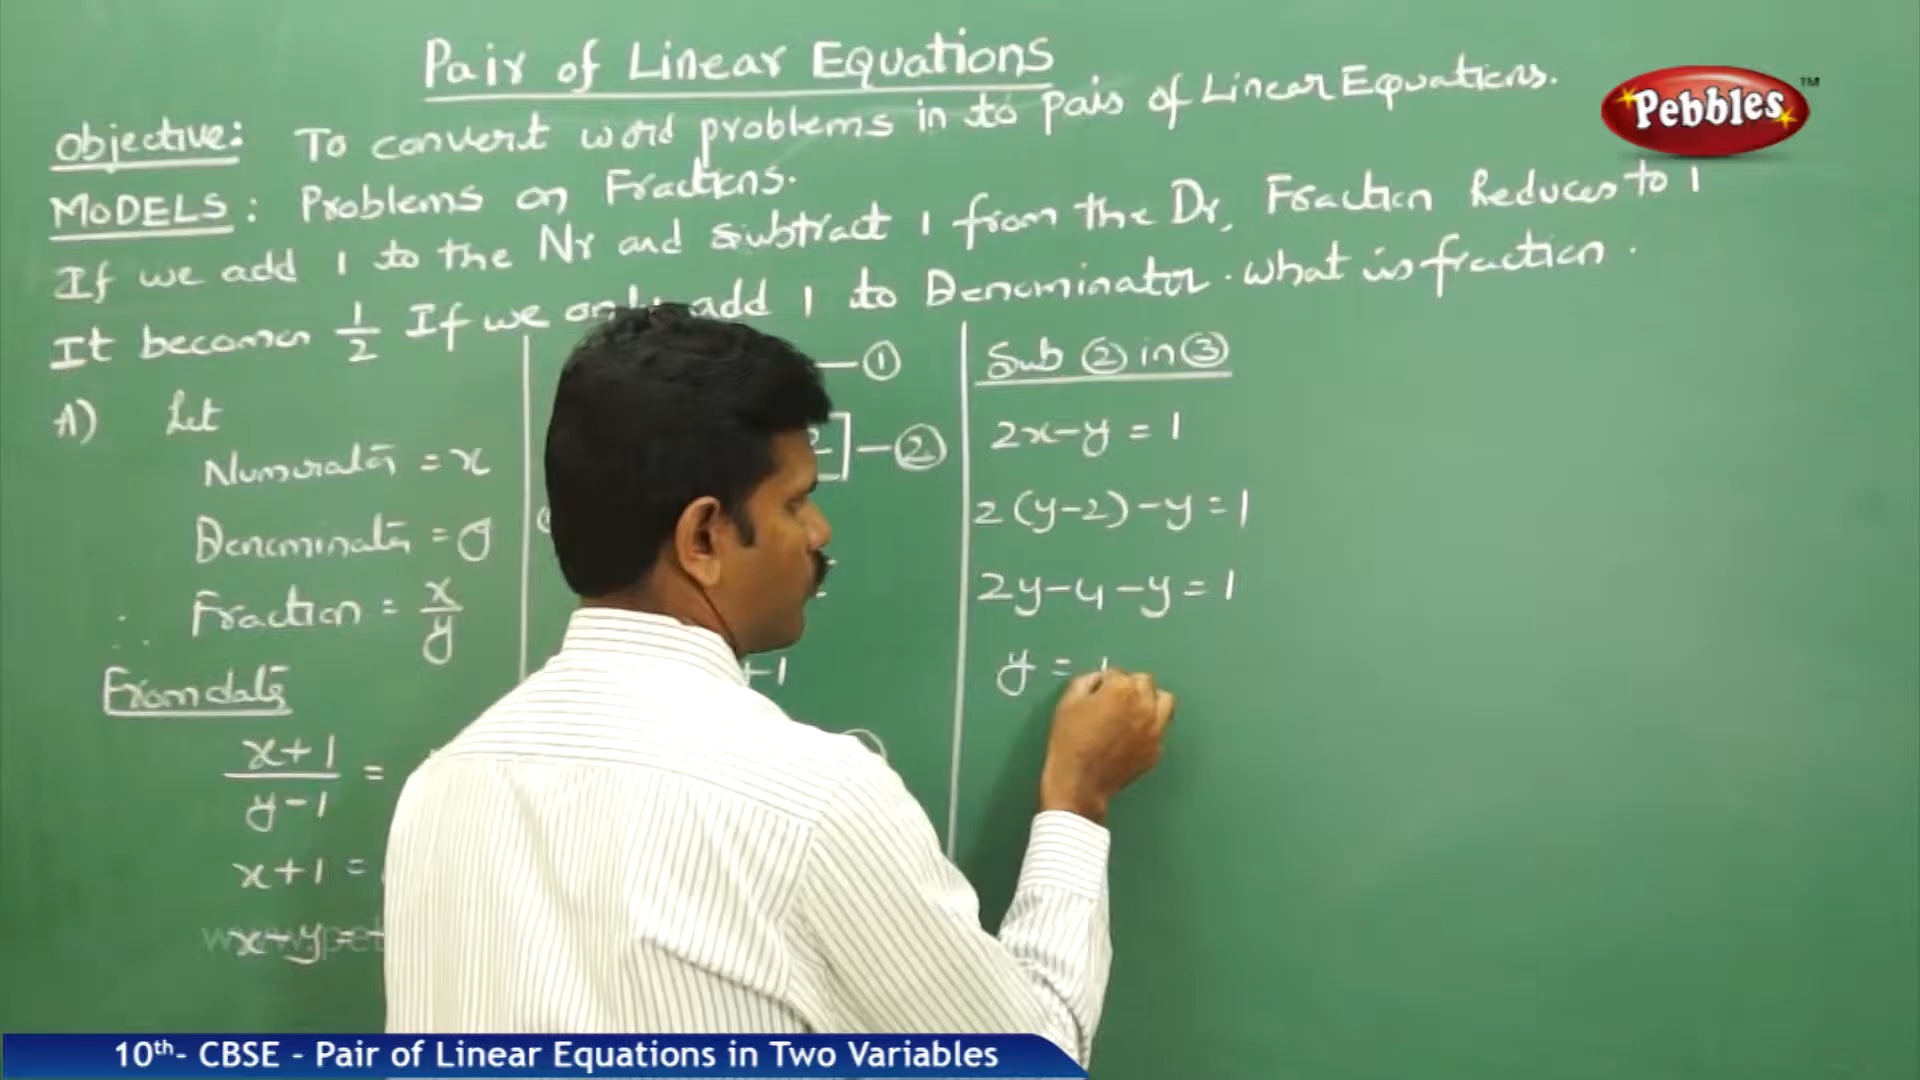 Pair of Linear Equations
Objective: To convert word problems in to Pair of Linear Equations.
MODELS: Problems on Fractions.
If we add 1 to the Nr and Subtract 1 from the Dr, Fraction Reduces to 1
It becomes 1/2 If we only add 1 to Denominator. what is fraction.
A) Let
Numerator = x
Denominator = y
∴ Fraction = x/y
From data
x+1/y-1 =
x+1 =
x-y = -
— ①
] — ②
+1
Sub ② in ③
2x-y = 1
2(y-2)-y = 1
2y-4-y = 1
y = 1
Pebbles™
10th- CBSE - Pair of Linear Equations in Two Variables